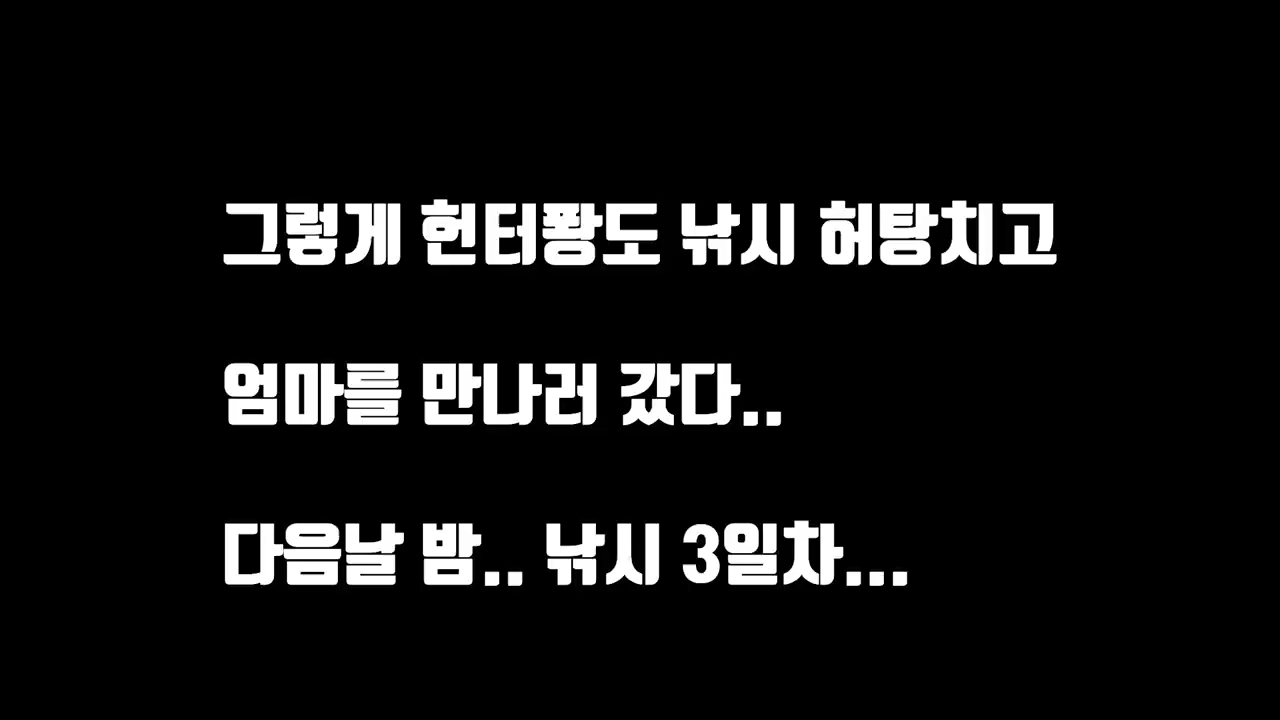 그렇게 헌터퐝도 낚시 허탕치고
엄마를 만나러 갔다..
다음날 밤.. 낚시 3일차...